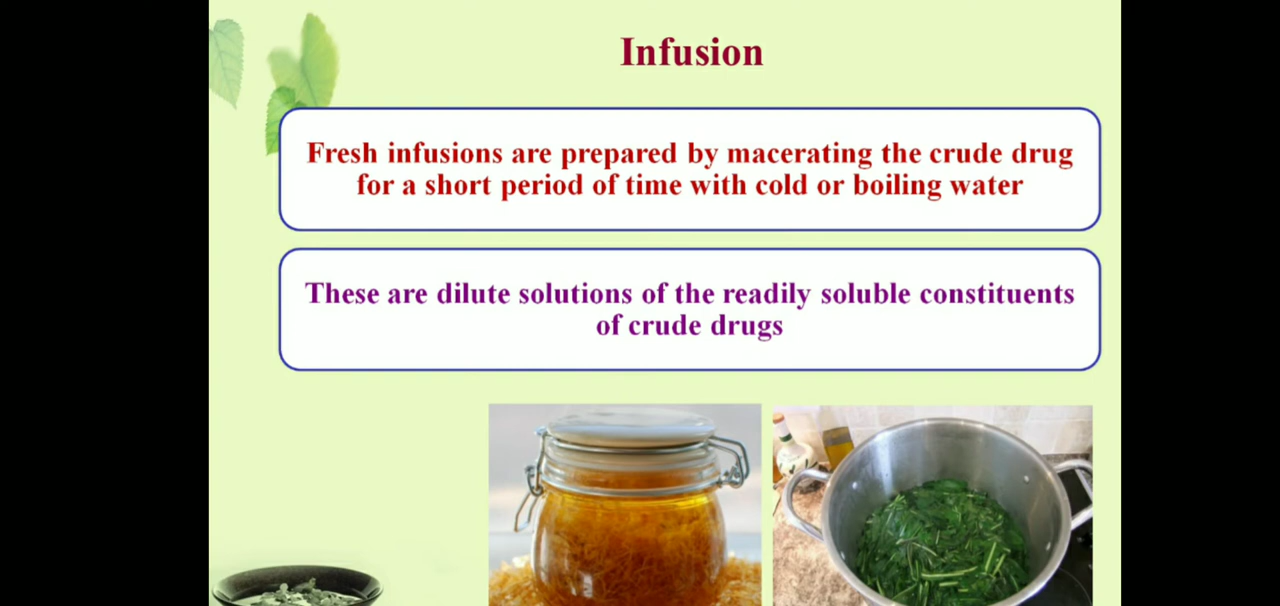 Infusion
Fresh infusions are prepared by macerating the crude drug
for a short period of time with cold or boiling water
These are dilute solutions of the readily soluble constituents
of crude drugs